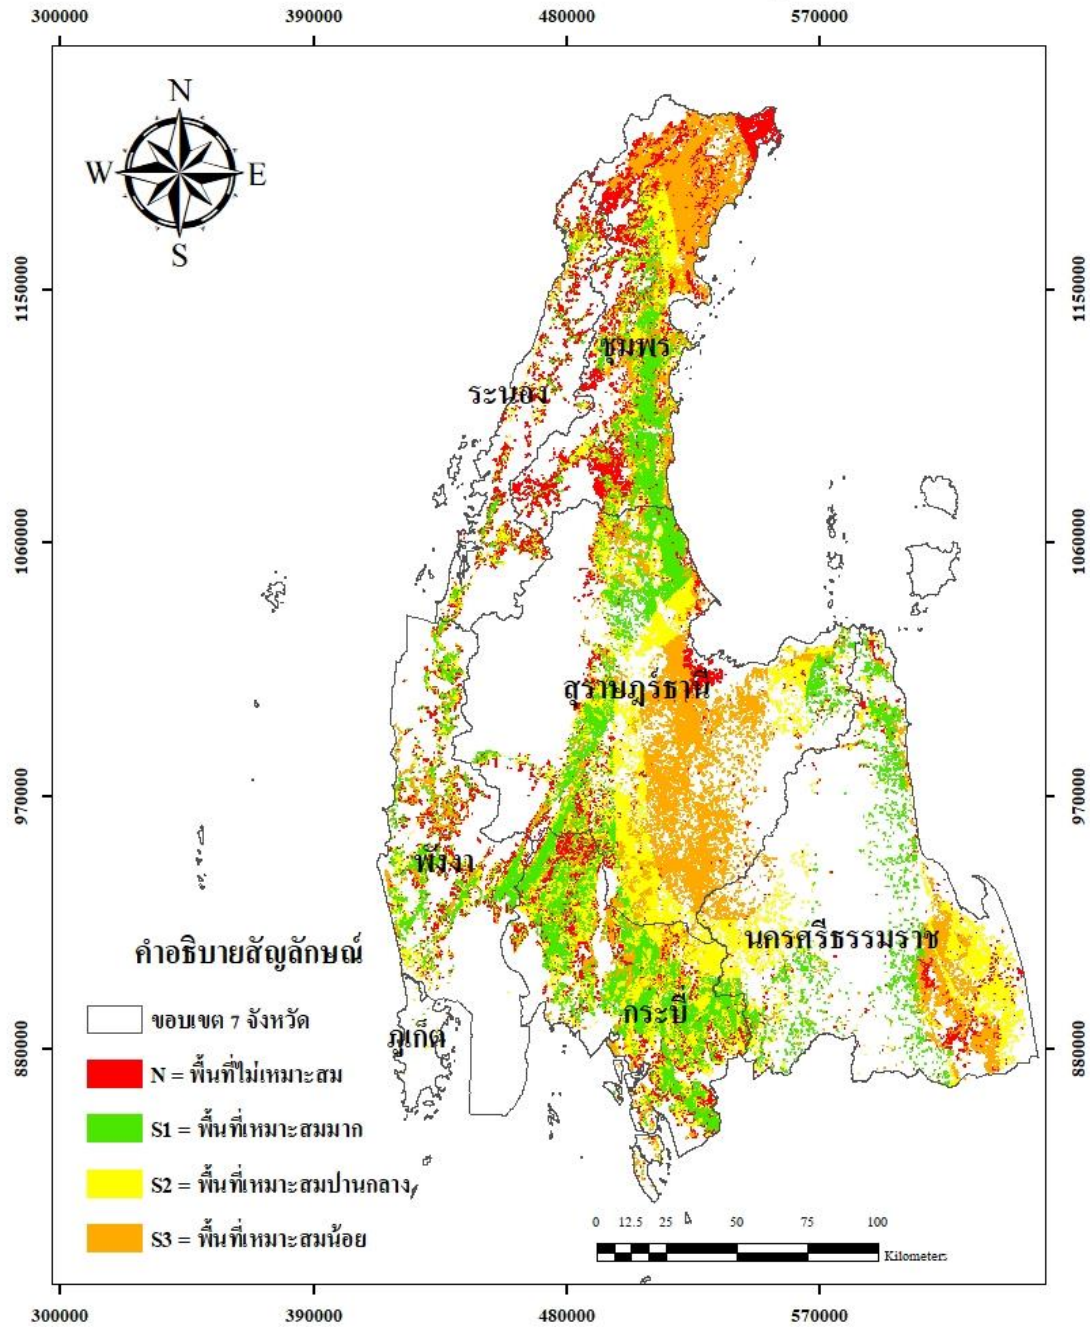 300000 390000 480000 570000
N
W E
S
1150000 1150000
ชุมพร
ระนอง
1060000 1060000
สุราษฎร์ธานี
970000 970000
พังงา
นครศรีธรรมราช
คำอธิบายสัญลักษณ์
กระบี่
ขอบเขต 7 จังหวัด
ภูเก็ต
880000 880000
N = พื้นที่ไม่เหมาะสม
S1 = พื้นที่เหมาะสมมาก
S2 = พื้นที่เหมาะสมปานกลาง
S3 = พื้นที่เหมาะสมน้อย
0 12.5 25 50 75 100
Kilometers
300000 390000 480000 570000